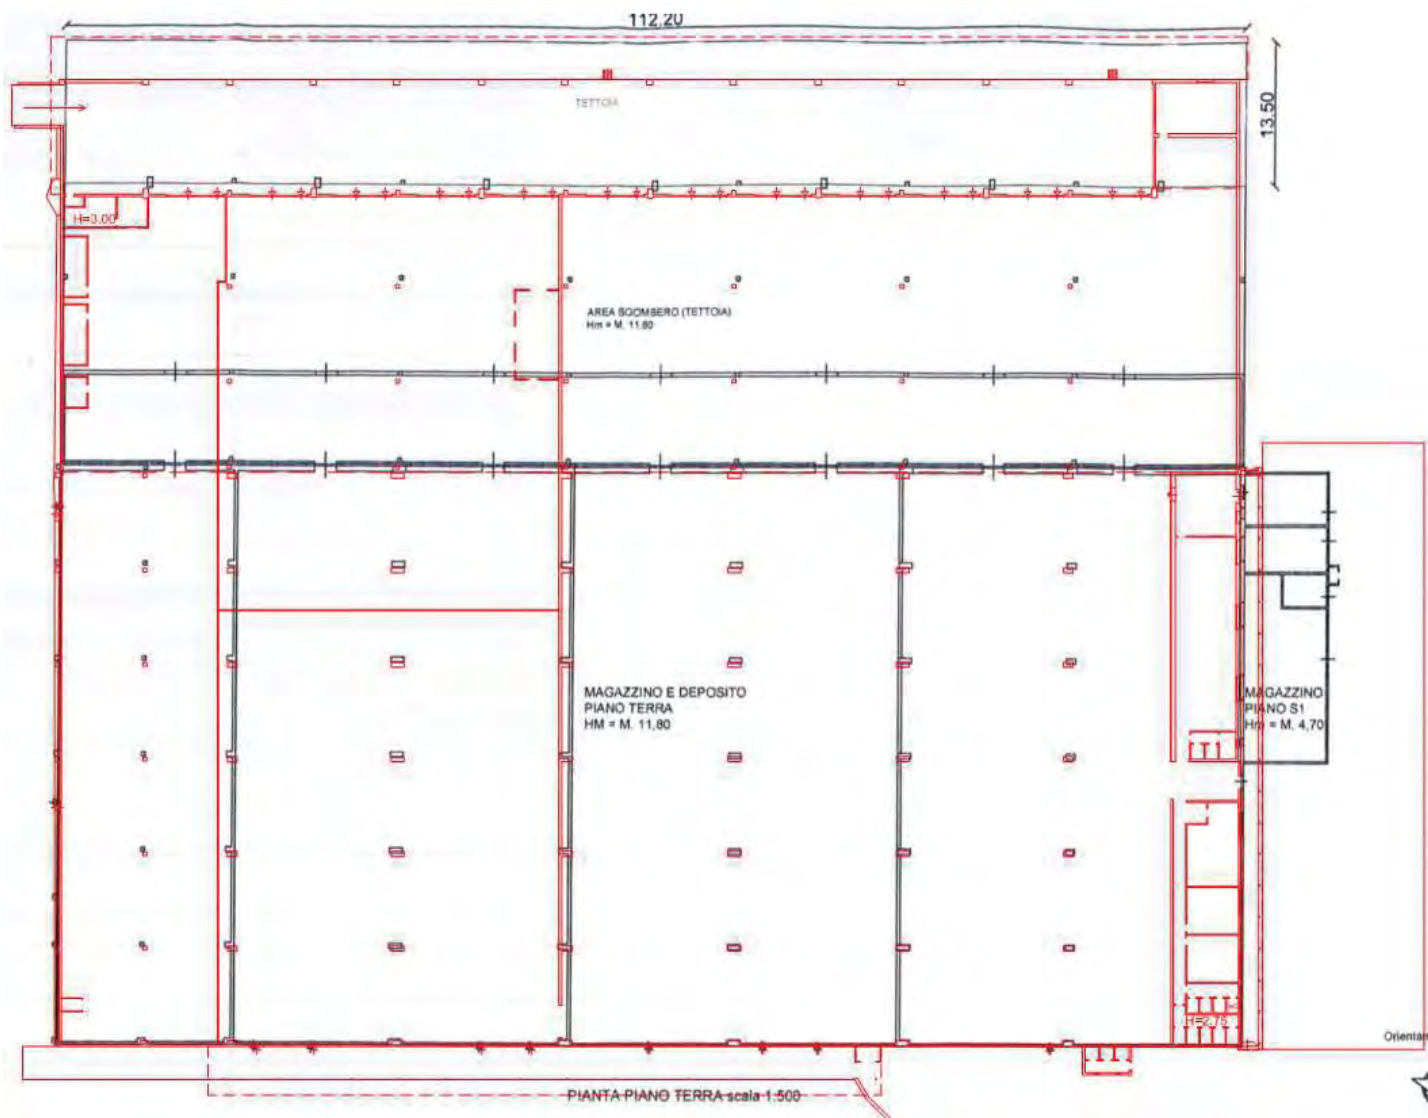 112.20
TETTOIA
13.50
H=3.00
AREA SGOMBERO (TETTOIA)
Hm = M. 11.80
MAGAZZINO E DEPOSITO
PIANO TERRA
HM = M. 11,80
MAGAZZINO
PIANO S1
Hm = M. 4,70
H=2.75
Orientam
PIANTA PIANO TERRA scala 1:500